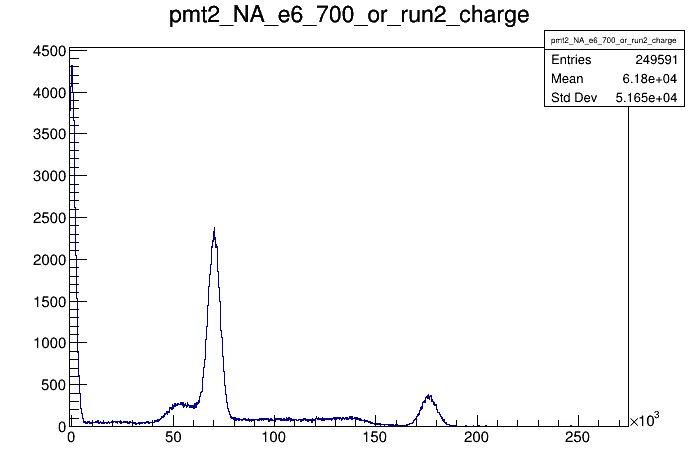 pmt2_NA_e6_700_or_run2_charge
pmt2_NA_e6_700_or_run2_charge
Entries 249591
Mean 6.18e+04
Std Dev 5.165e+04
4500
4000
3500
3000
2500
2000
1500
1000
500
0
0 50 100 150 200 250 ×10³